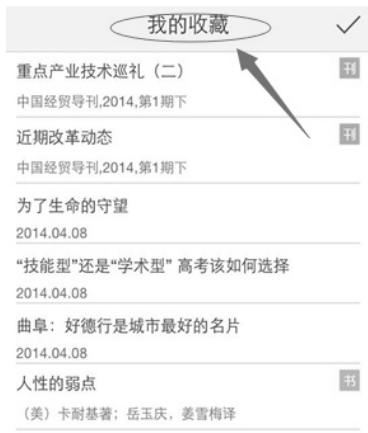 我的收藏
重点产业技术巡礼（二）
刊
中国经贸导刊,2014,第1期下
近期改革动态
刊
中国经贸导刊,2014,第1期下
为了生命的守望
2014.04.08
“技能型”还是“学术型” 高考该如何选择
2014.04.08
曲阜：好德行是城市最好的名片
2014.04.08
人性的弱点
书
（美）卡耐基著；岳玉庆，姜雪梅译